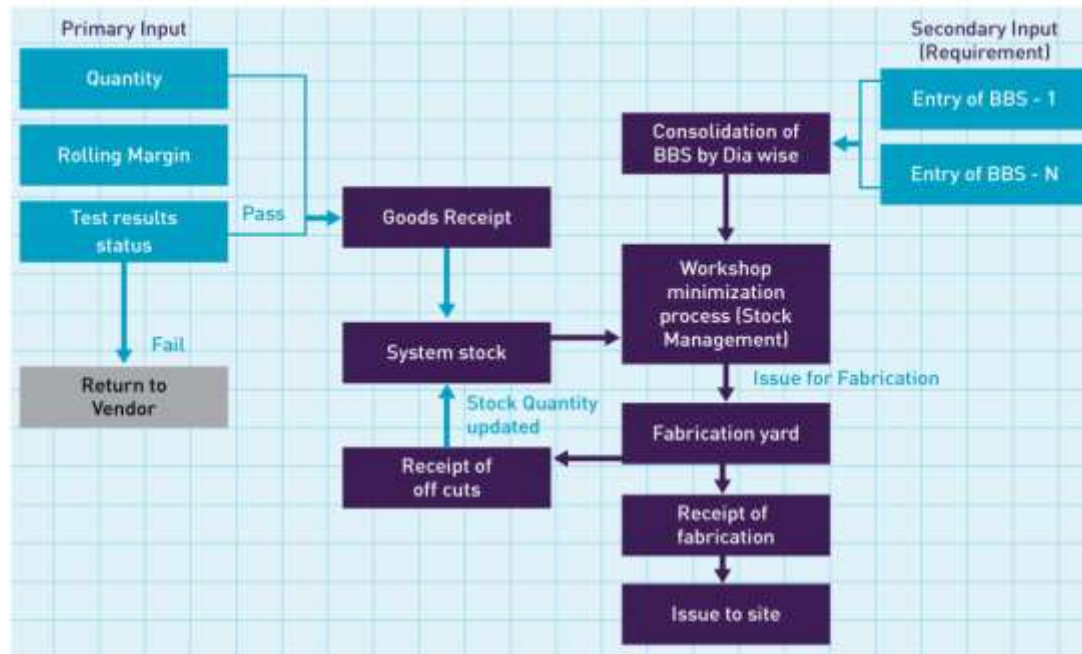 Primary Input
Quantity
Rolling Margin
Test results
status
Pass
Fail
Return to
Vendor
Goods Receipt
System stock
Stock Quantity
updated
Receipt of
off cuts
Secondary Input
(Requirement)
Entry of BBS - 1
Entry of BBS - N
Consolidation of
BBS by Dia wise
Workshop
minimization
process (Stock
Management)
Issue for Fabrication
Fabrication yard
Receipt of
fabrication
Issue to site